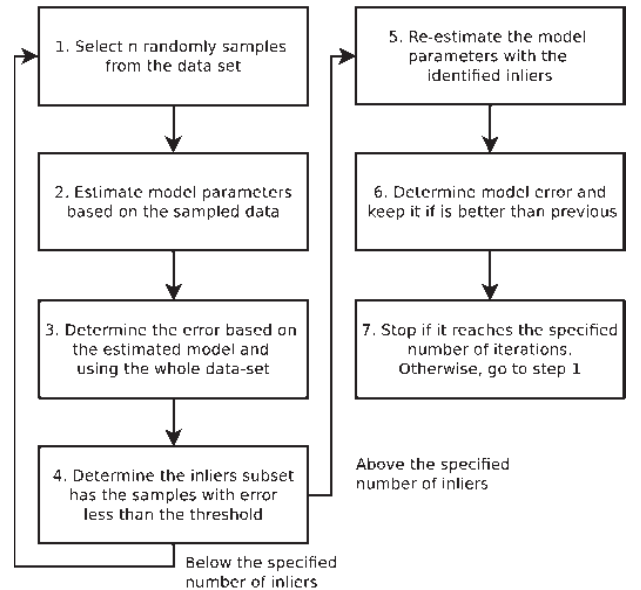 1. Select n randomly samples
from the data set
2. Estimate model parameters
based on the sampled data
3. Determine the error based on
the estimated model and
using the whole data-set
4. Determine the inliers subset
has the samples with error
less than the threshold
Below the specified
number of inliers
Above the specified
number of inliers
5. Re-estimate the model
parameters with the
identified inliers
6. Determine model error and
keep it if is better than previous
7. Stop if it reaches the specified
number of iterations.
Otherwise, go to step 1